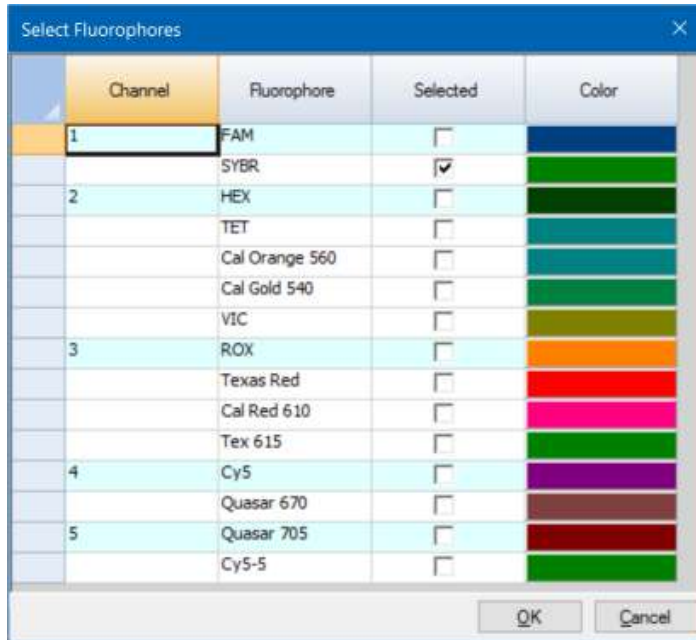 Select Fluorophores
Channel Fluorophore Selected Color
1 FAM
SYBR
2 HEX
TET
Cal Orange 560
Cal Gold 540
VIC
3 ROX
Texas Red
Cal Red 610
Tex 615
4 Cy5
Quasar 670
5 Quasar 705
Cy5-5
OK Cancel